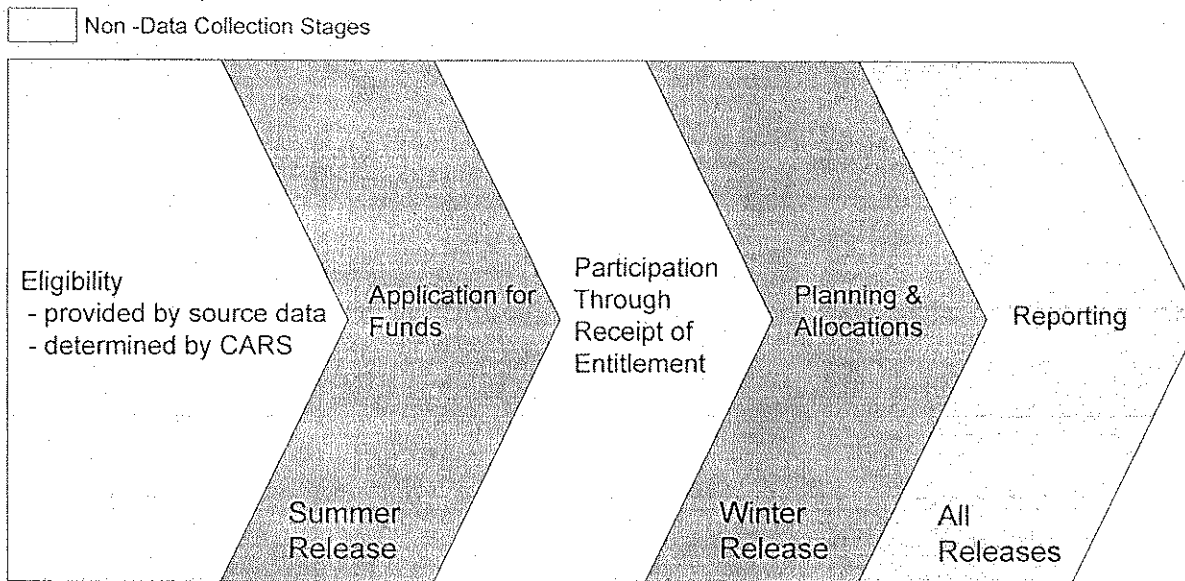 Non -Data Collection Stages
Eligibility
- provided by source data
- determined by CARS
Application for
Funds
Participation
Through
Receipt of
Entitlement
Planning &
Allocations
Reporting
Summer
Release
Winter
Release
All
Releases